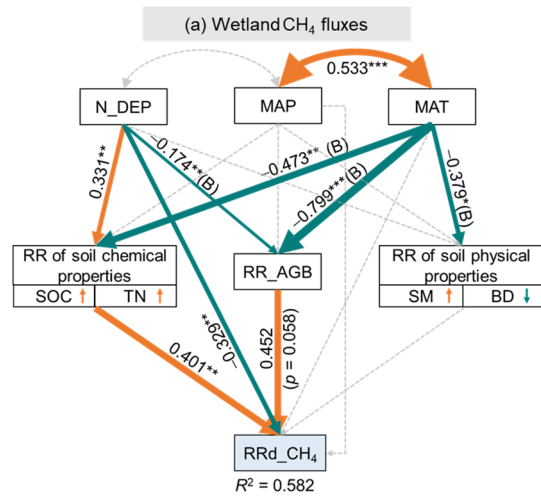 (a) Wetland CH₄ fluxes
0.533***
N_DEP
MAP
MAT
0.331**
−0.174**(B)
−0.473** (B)
−0.799*** (B)
−0.379*(B)
RR of soil chemical
properties
SOC ↑ TN ↑
RR_AGB
RR of soil physical
properties
SM ↑ BD ↓
0.401**
−0.329**
0.452
(p = 0.058)
RRd_CH₄
R² = 0.582